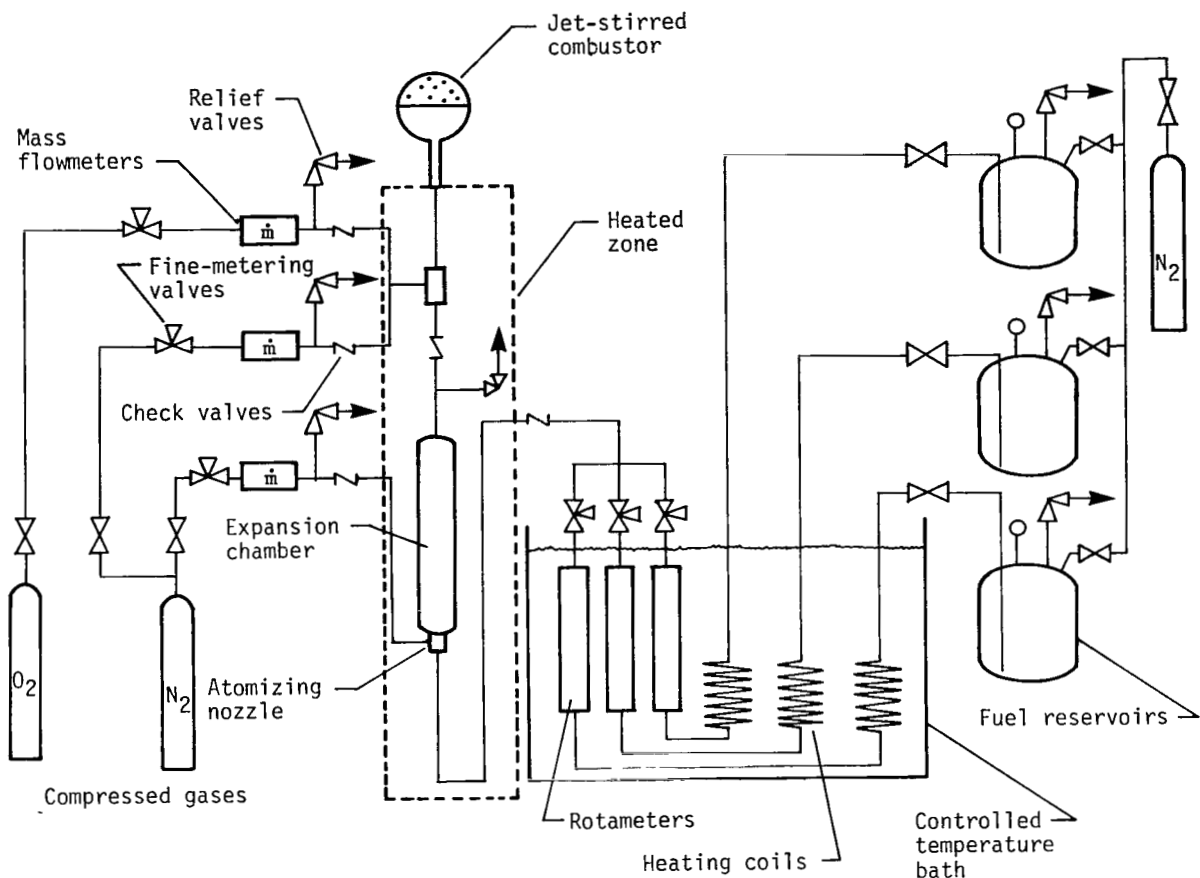 Jet-stirred
combustor
Relief
valves
Mass
flowmeters
Heated
zone
ṁ
Fine-metering
valves
N2
ṁ
Check valves
ṁ
Expansion
chamber
O2
N2
Atomizing
nozzle
Fuel reservoirs
Compressed gases
Rotameters
Controlled
temperature
bath
Heating coils